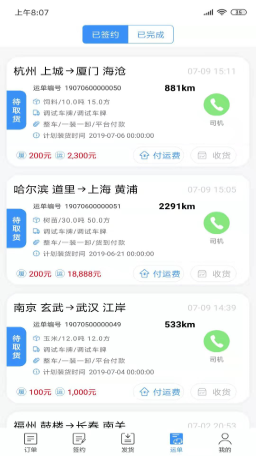 上午8:07
已签约 已完成
杭州 上城→厦门 海沧 07-09 15:11
运单编号 19070600000050 881km
待取货
饲料/10.0吨 15.0方
调试车牌/调试车牌
整车/一装一卸/平台付款
司机
计划装货时间 2019-07-06 00:00:00
200元 2,300元 付运费 收货
哈尔滨 道里→上海 黄浦 07-09 15:05
运单编号 19070600000051 2291km
待取货
树苗/30.0吨 50.0方
调试车牌/调试车牌
整车/一装一卸/货到付款
司机
计划装货时间 2019-06-21 00:00:00
200元 18,888元 付运费 收货
南京 玄武→武汉 江岸 07-09 14:39
运单编号 19070500000049 533km
待取货
玉米/12.0吨 12.0方
调试车牌/调试车牌
整车/一装一卸/平台付款
司机
计划装货时间 2019-07-04 00:00:00
100元 1,000元 付运费 收货
福州 鼓楼→长春 南关 07-02 20:53
订单 签约 发货 运单 我的